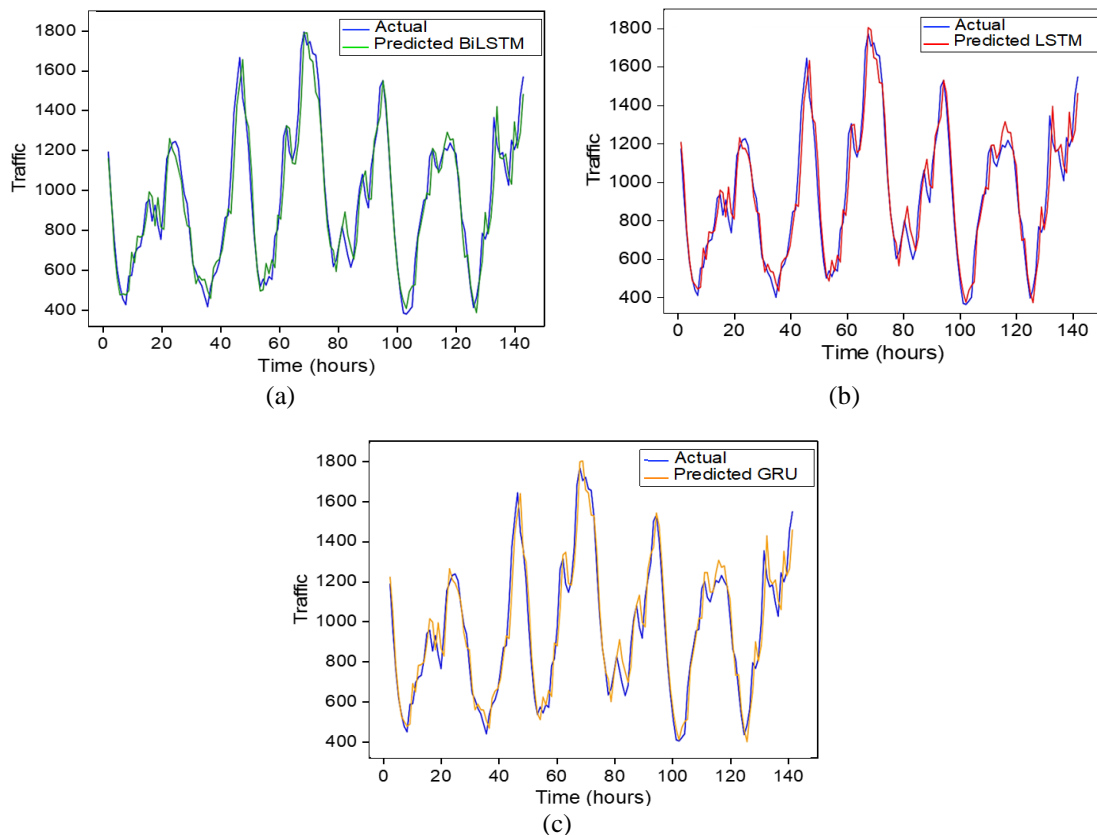 1800
1600
1400
1200
1000
800
600
400
Traffic
Actual
Predicted BiLSTM
0 20 40 60 80 100 120 140
Time (hours)
(a)
1800
1600
1400
1200
1000
800
600
400
Traffic
Actual
Predicted LSTM
0 20 40 60 80 100 120 140
Time (hours)
(b)
1800
1600
1400
1200
1000
800
600
400
Traffic
Actual
Predicted GRU
0 20 40 60 80 100 120 140
Time (hours)
(c)